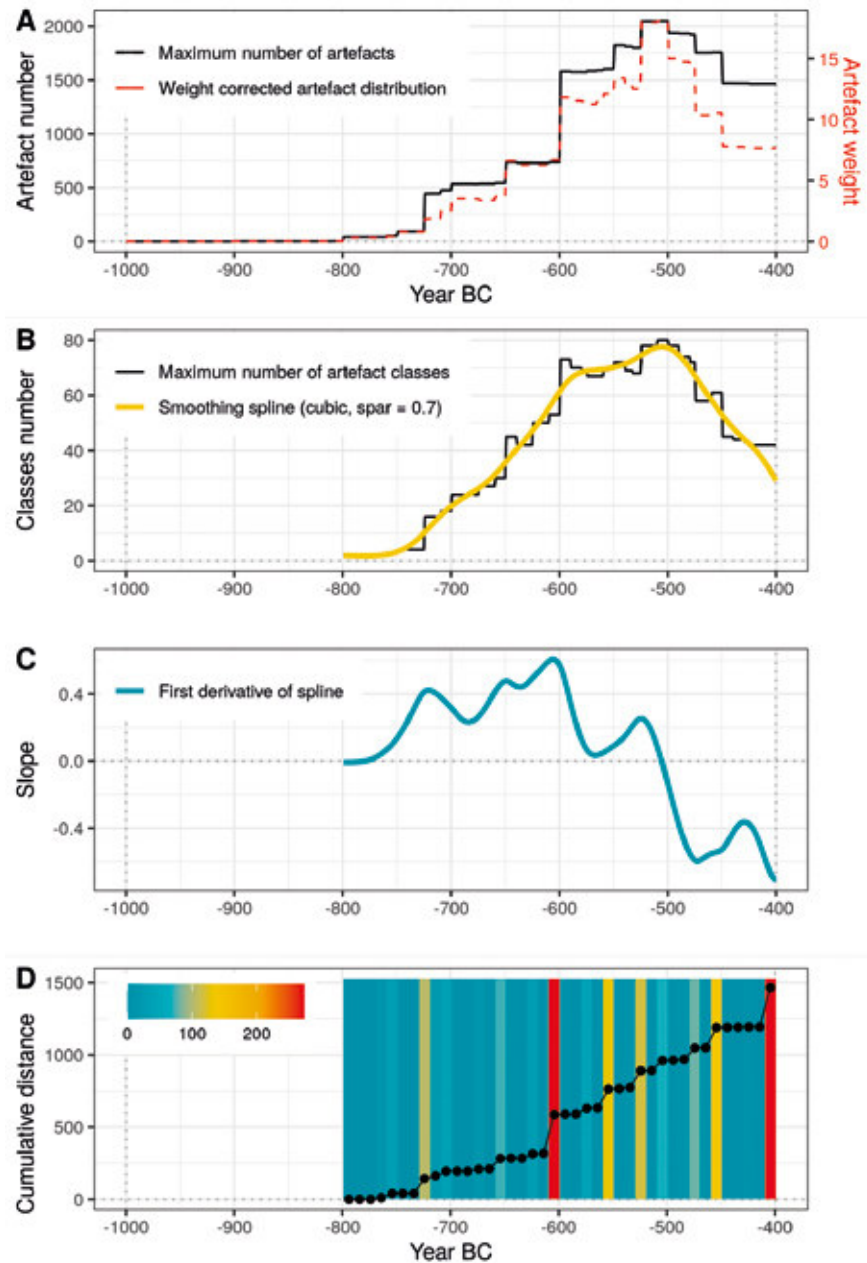 A
2000
1500
1000
500
0
Artefact number
Maximum number of artefacts
Weight corrected artefact distribution
15
10
5
0
Artefact weight
-1000 -900 -800 -700 -600 -500 -400
Year BC
B
80
60
40
20
0
Classes number
Maximum number of artefact classes
Smoothing spline (cubic, spar = 0.7)
-1000 -900 -800 -700 -600 -500 -400
C
0.4
0.0
-0.4
Slope
First derivative of spline
-1000 -900 -800 -700 -600 -500 -400
D
1500
1000
500
0
Cumulative distance
0 100 200
-1000 -900 -800 -700 -600 -500 -400
Year BC